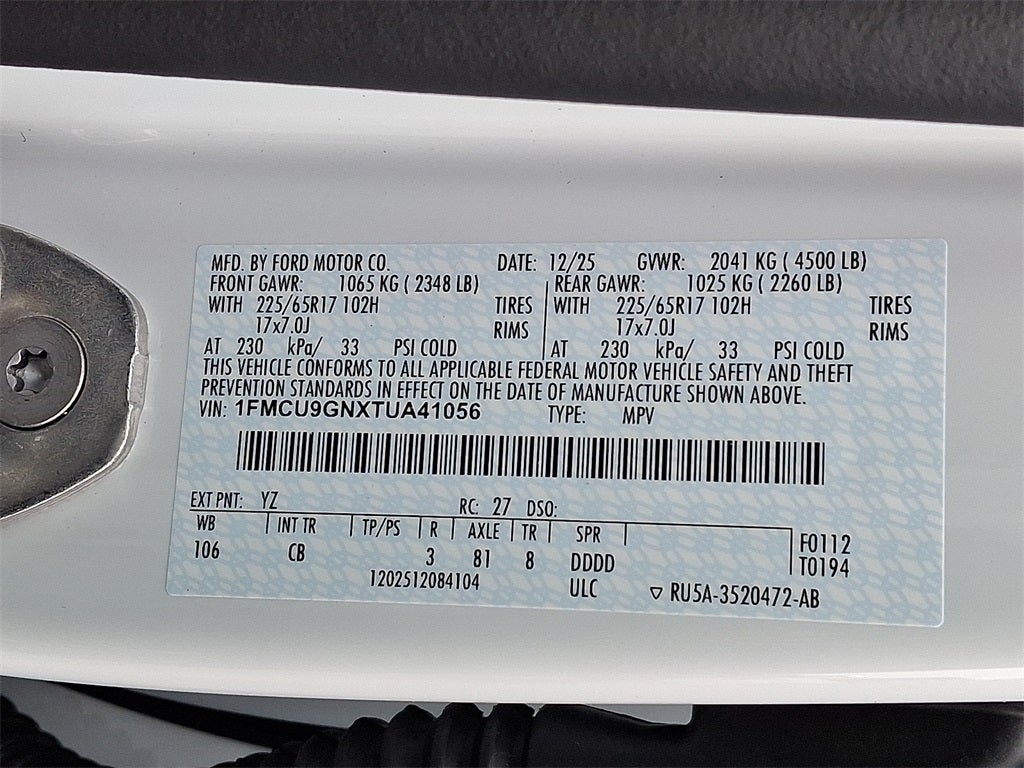 MFD. BY FORD MOTOR CO. DATE: 12/25 GVWR: 2041 KG ( 4500 LB)
FRONT GAWR: 1065 KG ( 2348 LB) REAR GAWR: 1025 KG ( 2260 LB)
WITH 225/65R17 102H TIRES WITH 225/65R17 102H TIRES
17x7.0J RIMS 17x7.0J RIMS
AT 230 kPa/ 33 PSI COLD AT 230 kPa/ 33 PSI COLD
THIS VEHICLE CONFORMS TO ALL APPLICABLE FEDERAL MOTOR VEHICLE SAFETY AND THEFT
PREVENTION STANDARDS IN EFFECT ON THE DATE OF MANUFACTURE SHOWN ABOVE.
VIN: 1FMCU9GNXTUA41056 TYPE: MPV
EXT PNT: YZ RC: 27 DSO:
WB INT TR TP/PS R AXLE TR SPR
106 CB 3 81 8 DDDD
F0112
T0194
1202512084104 ULC ▽ RU5A-3520472-AB